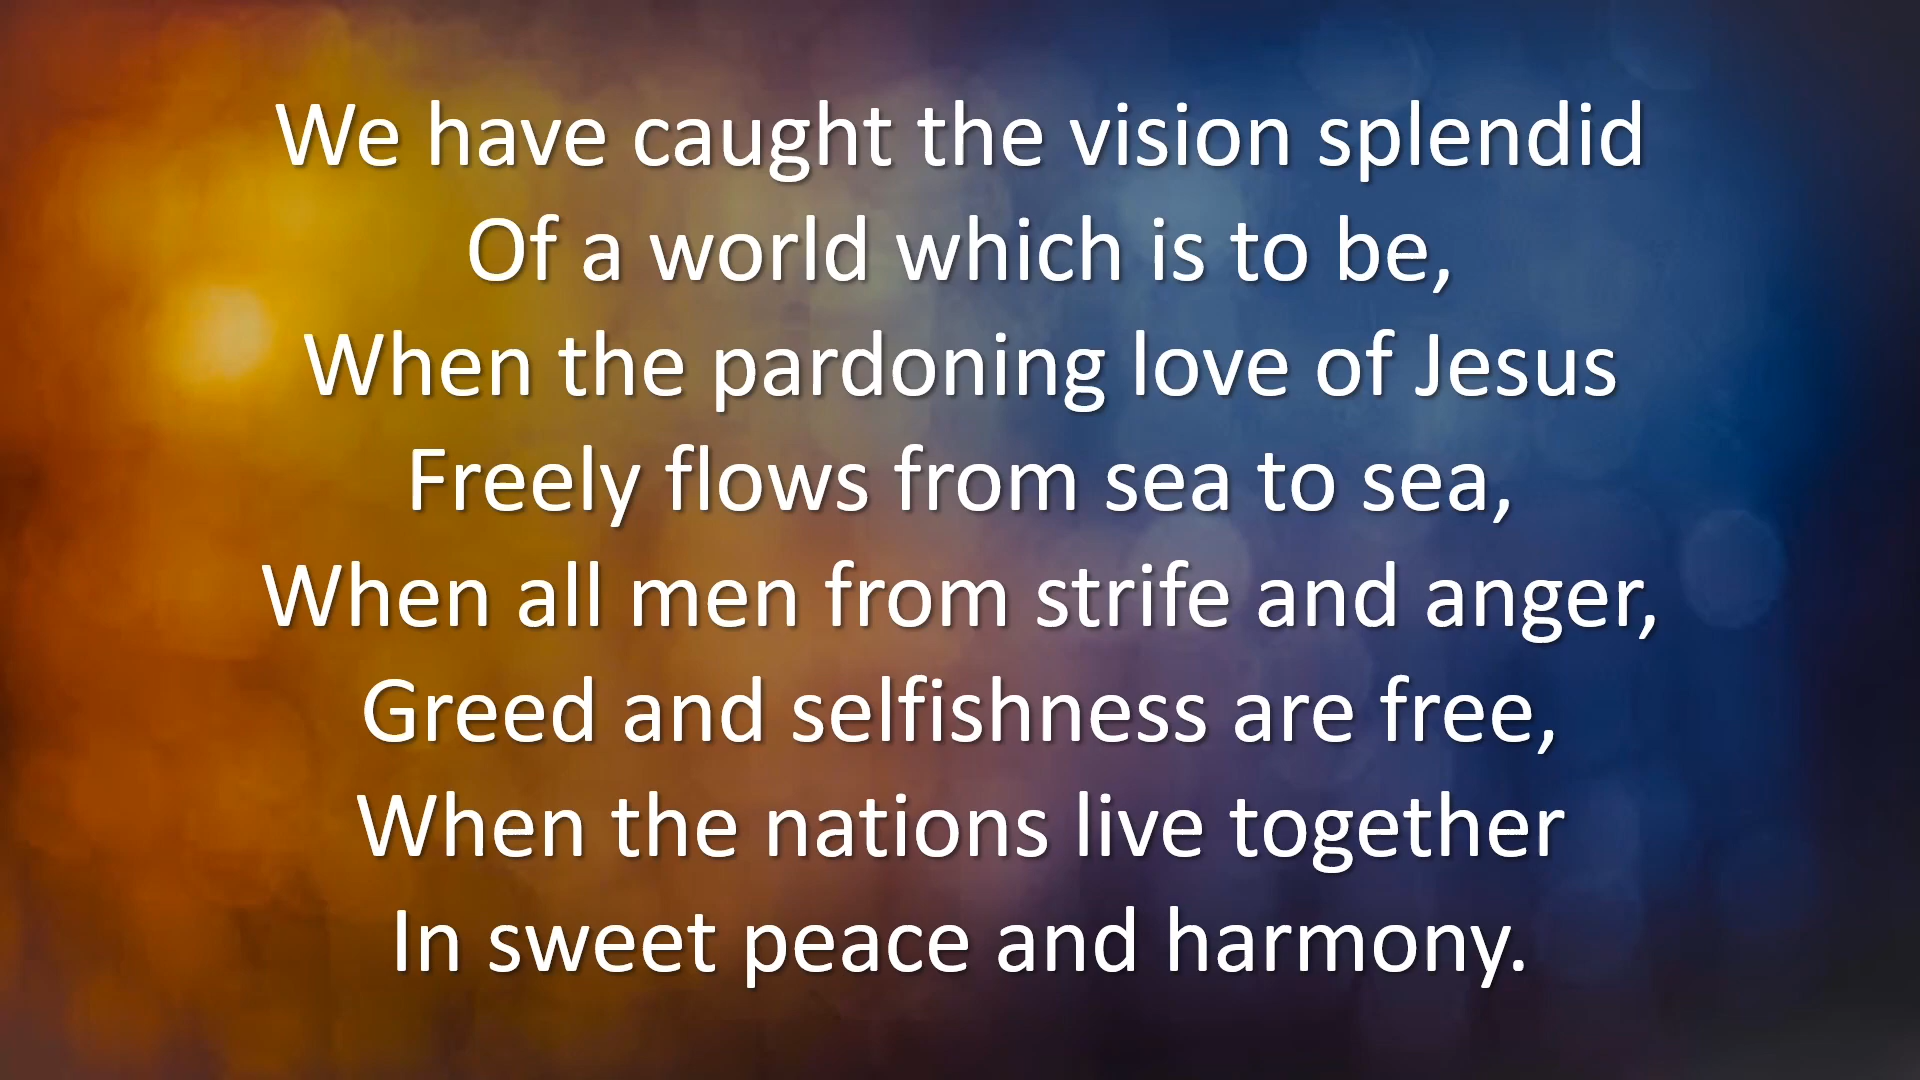 We have caught the vision splendid
Of a world which is to be,
When the pardoning love of Jesus
Freely flows from sea to sea,
When all men from strife and anger,
Greed and selfishness are free,
When the nations live together
In sweet peace and harmony.